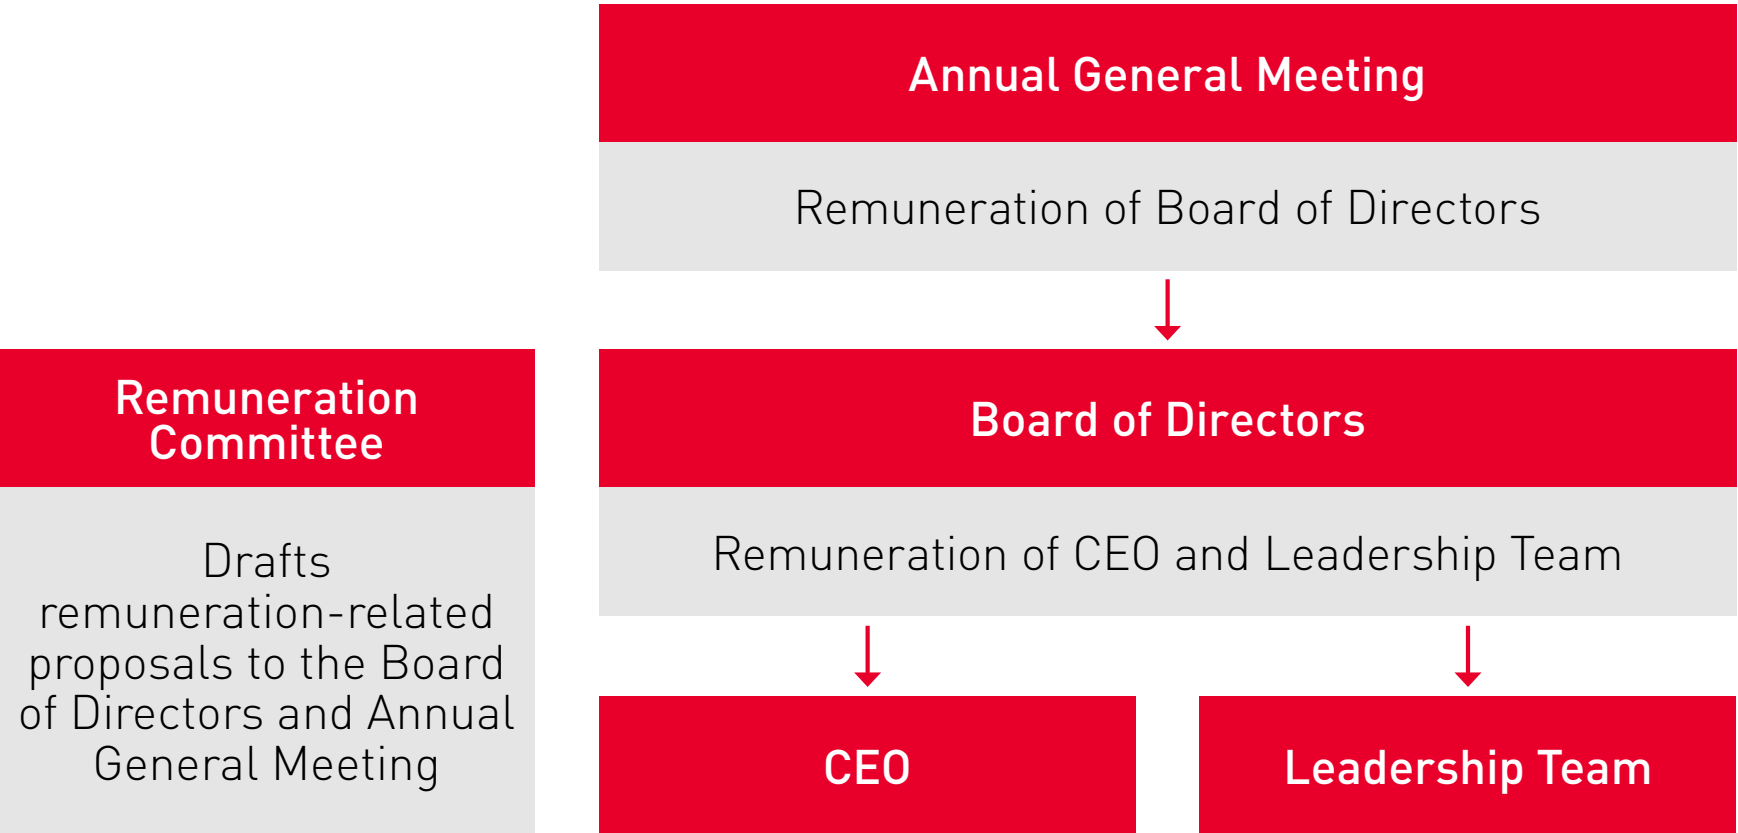 Annual General Meeting
Remuneration of Board of Directors
Remuneration
Committee
Drafts
remuneration-related
proposals to the Board
of Directors and Annual
General Meeting
Board of Directors
Remuneration of CEO and Leadership Team
CEO
Leadership Team